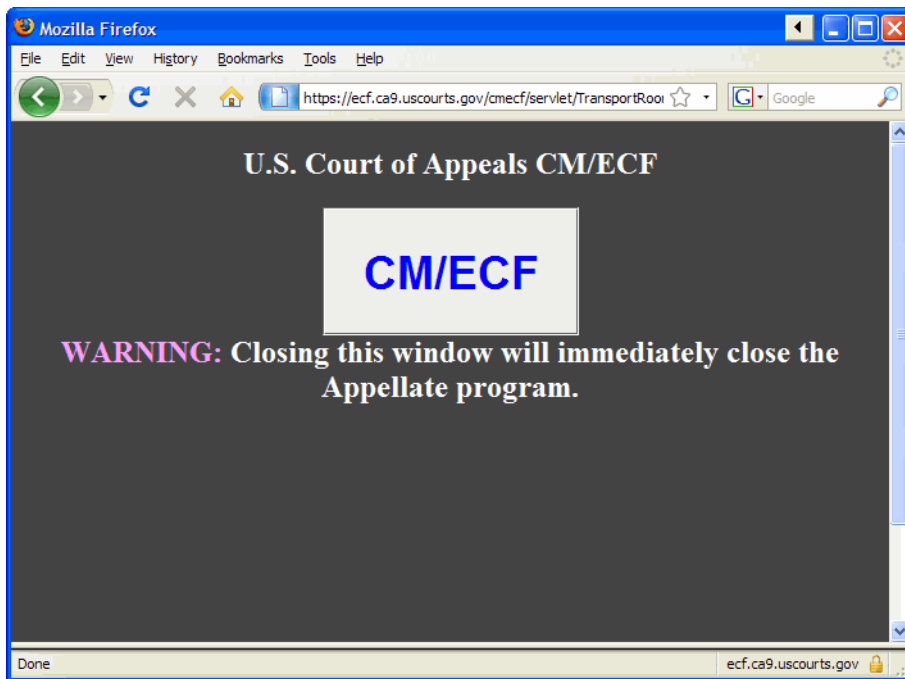 Mozilla Firefox
File Edit View History Bookmarks Tools Help
https://ecf.ca9.uscourts.gov/cmecf/servlet/TransportRoo G Google
U.S. Court of Appeals CM/ECF
CM/ECF
WARNING: Closing this window will immediately close the
Appellate program.
Done ecf.ca9.uscourts.gov